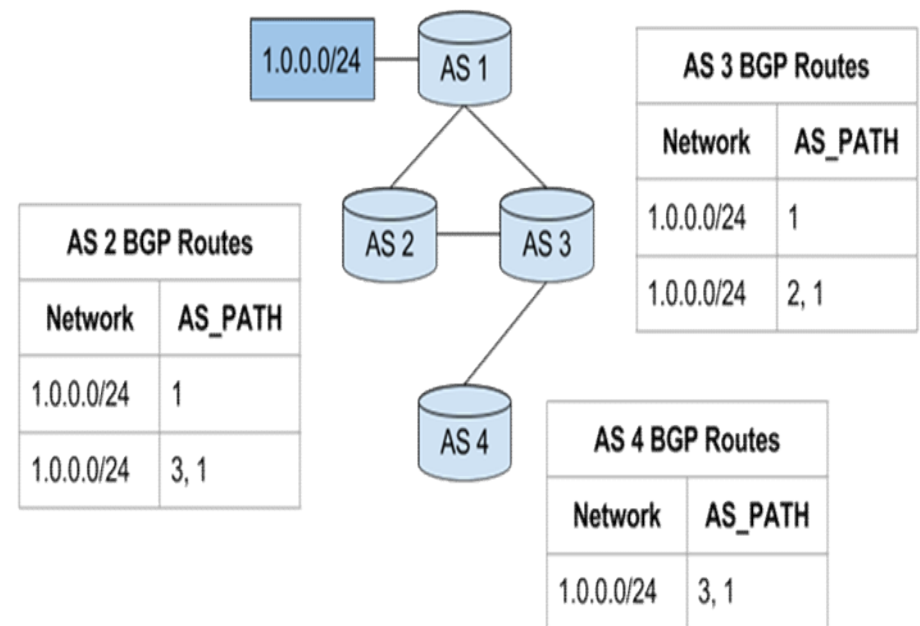 1.0.0.0/24
AS 1
AS 2
AS 3
AS 4
AS 3 BGP Routes
Network AS_PATH
1.0.0.0/24 1
1.0.0.0/24 2, 1
AS 2 BGP Routes
Network AS_PATH
1.0.0.0/24 1
1.0.0.0/24 3, 1
AS 4 BGP Routes
Network AS_PATH
1.0.0.0/24 3, 1